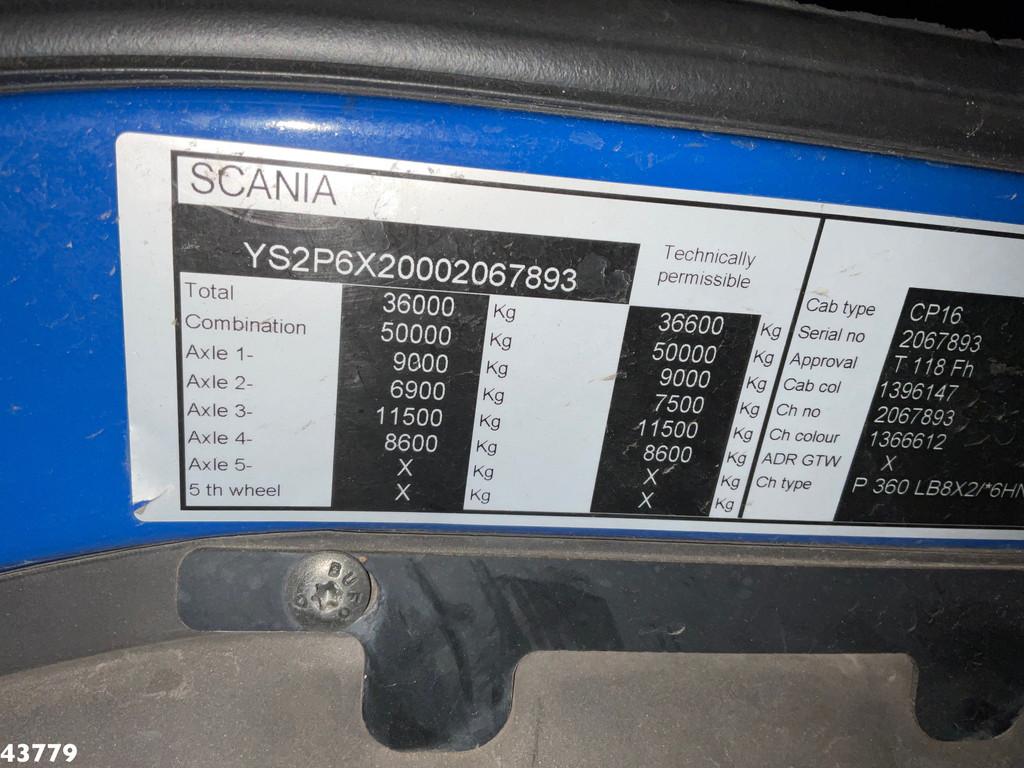 SCANIA
YS2P6X20002067893
Technically
permissible
Total 36000 Kg 36600 Kg
Combination 50000 Kg 50000 Kg
Axle 1- 9000 Kg 9000 Kg
Axle 2- 6900 Kg 7500 Kg
Axle 3- 11500 Kg 11500 Kg
Axle 4- 8600 Kg 8600 Kg
Axle 5- X Kg X Kg
5 th wheel X Kg X Kg
Cab type CP16
Serial no 2067893
Approval T 118 Fh
Cab col 1396147
Ch no 2067893
Ch colour 1366612
ADR GTW X
Ch type P 360 LB8X2/*6HN
BUFO
43779